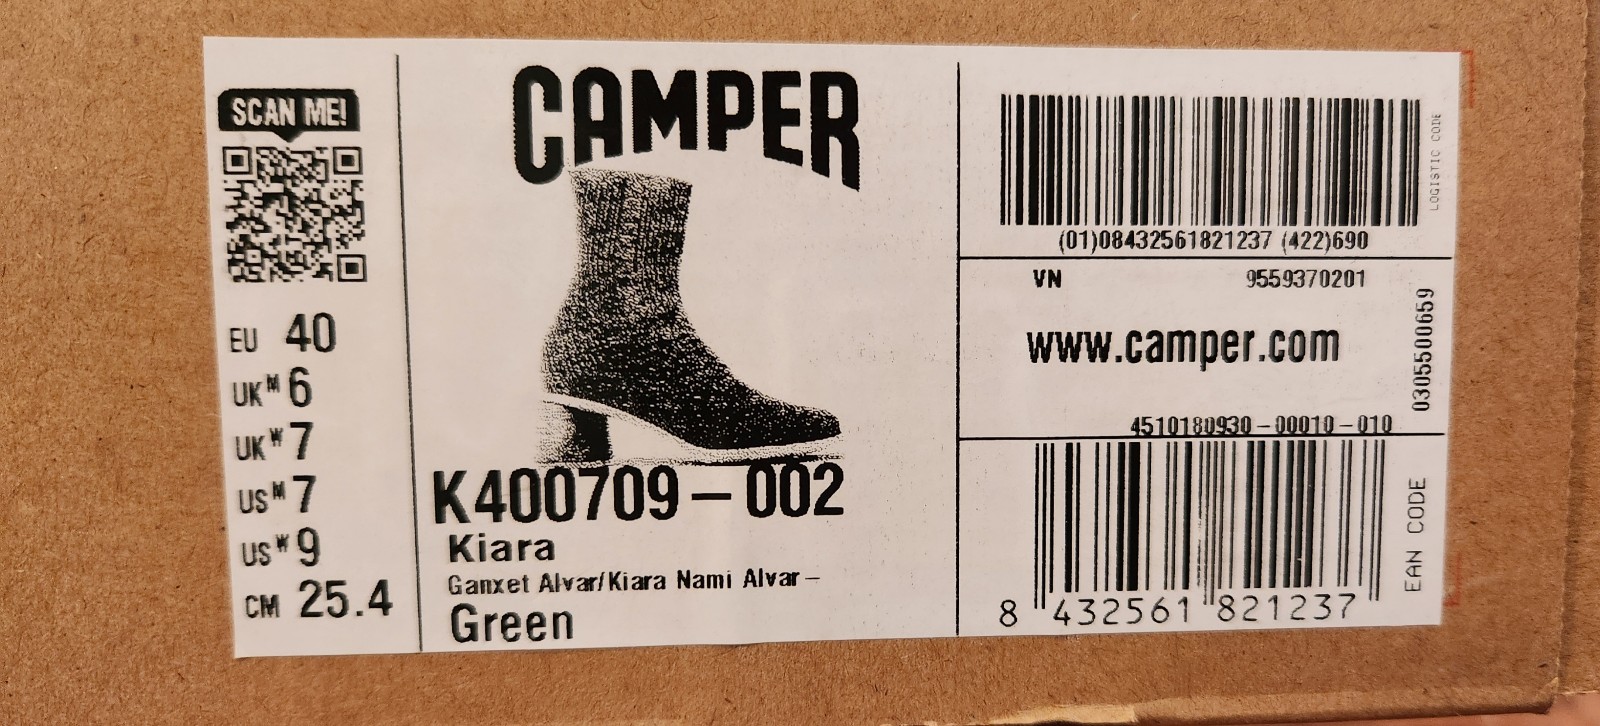 SCAN ME!
EU 40
UK M 6
UK W 7
US M 7
US W 9
CM 25.4
CAMPER
K400709-002
Kiara
Ganxet Alvar/Kiara Nami Alvar-
Green
(01)08432561821237 (422)690
LOGISTIC CODE
VN 9559370201
www.camper.com
0305500659
4510180930-00010-010
8 432561 821237
EAN CODE